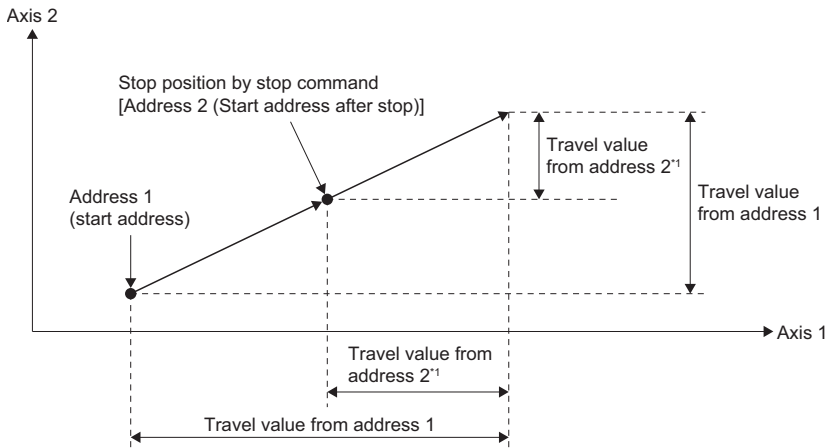 Axis 2
Stop position by stop command
[Address 2 (Start address after stop)]
Travel value
from address 2*1
Travel value
from address 1
Address 1
(start address)
Axis 1
Travel value from
address 2*1
Travel value from address 1